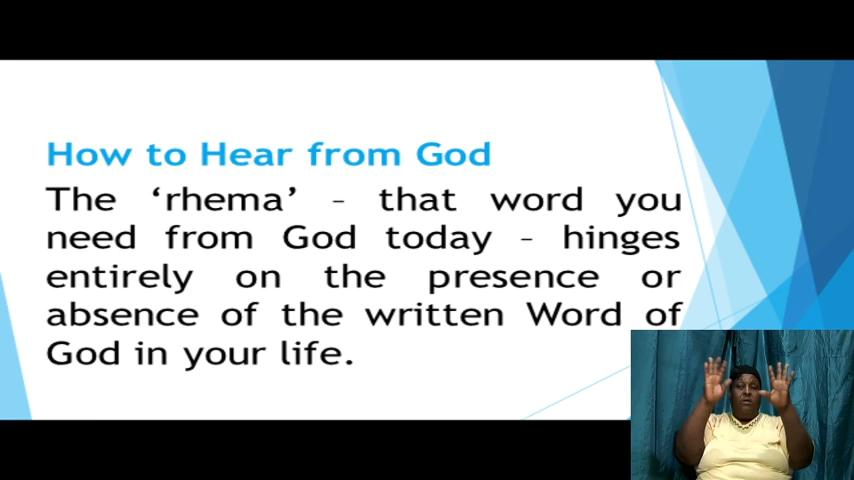 How to Hear from God
The ‘rhema’ – that word you
need from God today – hinges
entirely on the presence or
absence of the written Word of
God in your life.